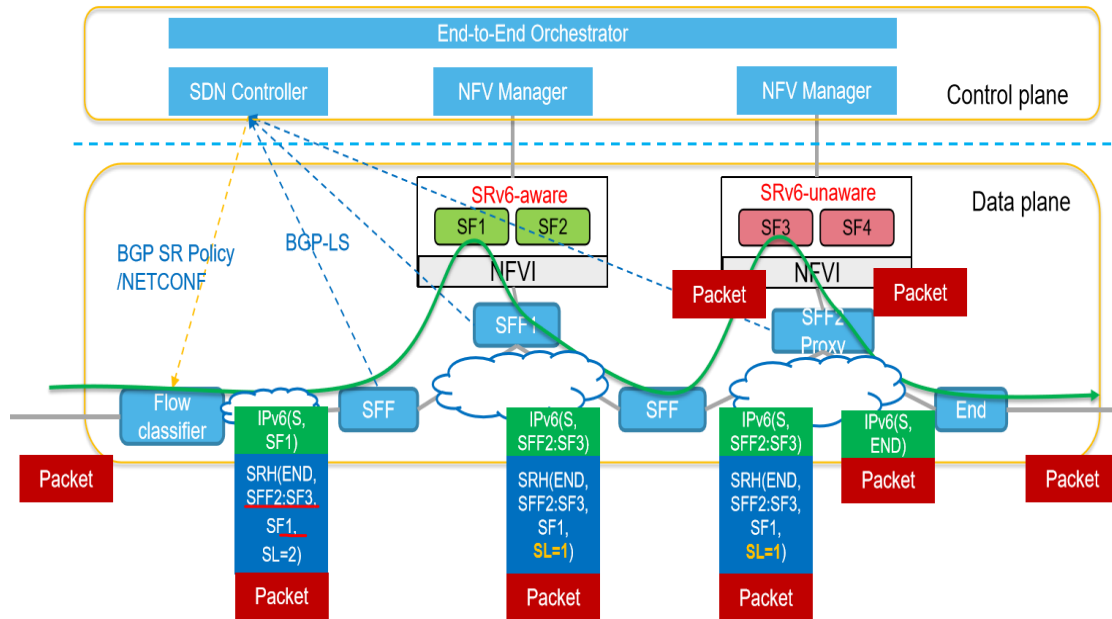 End-to-End Orchestrator
SDN Controller
NFV Manager
NFV Manager
Control plane
SRv6-aware
SRv6-unaware
Data plane
SF1
SF2
SF3
SF4
BGP SR Policy
/NETCONF
BGP-LS
NFVI
NFVI
Packet
Packet
SFF1
SFF2
Proxy
Flow
classifier
SFF
SFF
End
IPv6(S,
SF1)
IPv6(S,
SFF2:SF3)
IPv6(S,
SFF2:SF3)
IPv6(S,
END)
Packet
SRH(END,
SFF2:SF3,
SF1,
SL=2)
Packet
SRH(END,
SFF2:SF3,
SF1,
SL=1)
Packet
SRH(END,
SFF2:SF3,
SF1,
SL=1)
Packet
Packet
Packet